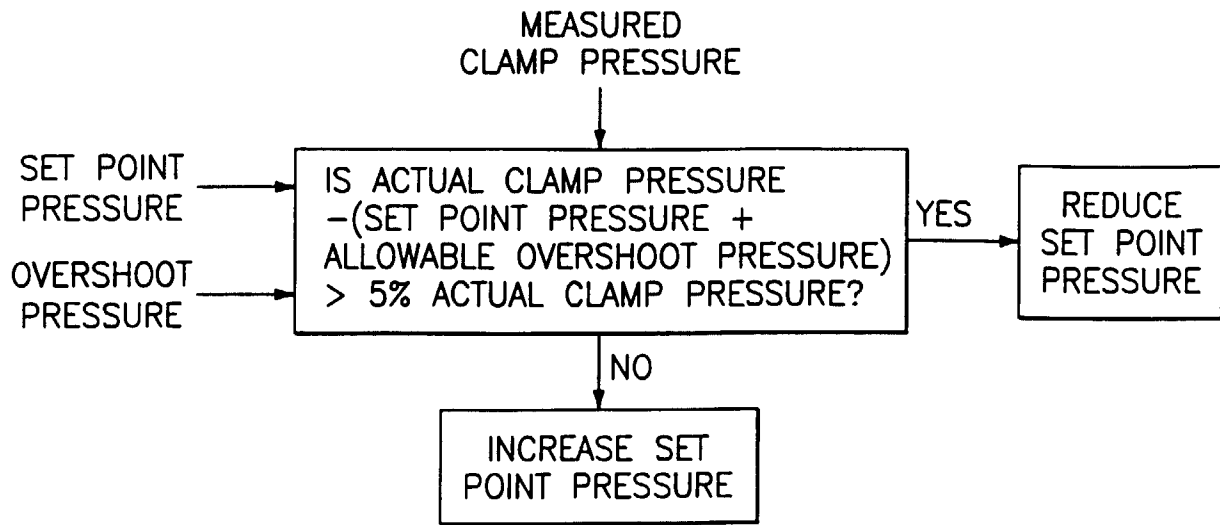 MEASURED
CLAMP PRESSURE
SET POINT
PRESSURE
OVERSHOOT
PRESSURE
IS ACTUAL CLAMP PRESSURE
-(SET POINT PRESSURE +
ALLOWABLE OVERSHOOT PRESSURE)
> 5% ACTUAL CLAMP PRESSURE?
YES
REDUCE
SET POINT
PRESSURE
NO
INCREASE SET
POINT PRESSURE